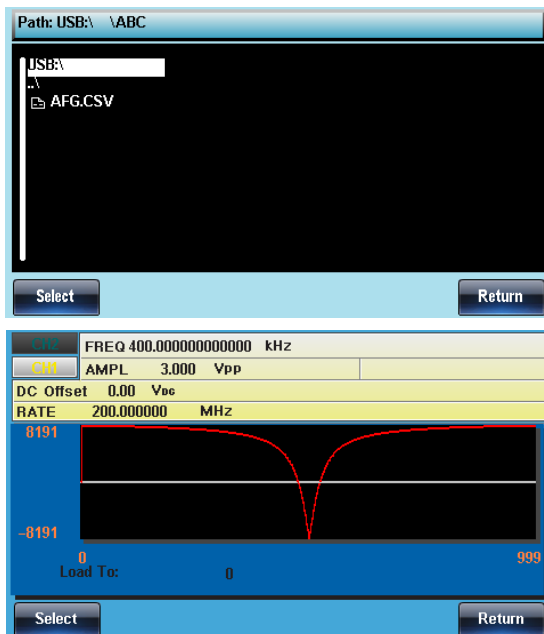 Path: USB:\ \ABC
USB:\
..\
AFG.CSV
Select Return
CH2 FREQ 400.000000000000 kHz
CH1 AMPL 3.000 Vpp
DC Offset 0.00 VDC
RATE 200.000000 MHz
8191
-8191
0 999
Load To: 0
Select Return